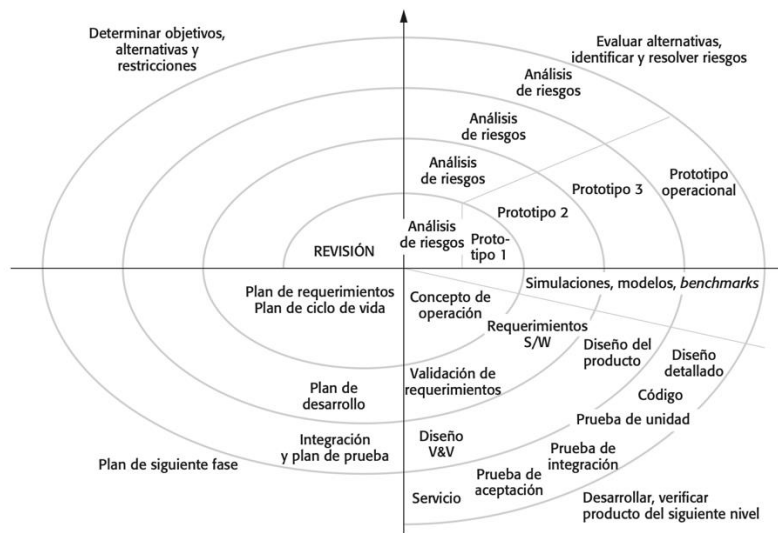 Determinar objetivos,
alternativas y
restricciones
Evaluar alternativas,
identificar y resolver riesgos
Análisis
de riesgos
Análisis
de riesgos
Análisis
de riesgos
Análisis
de riesgos
Prototipo
operacional
Prototipo 3
Prototipo 2
Proto-
tipo 1
REVISIÓN
Simulaciones, modelos, benchmarks
Plan de requerimientos
Plan de ciclo de vida
Concepto de
operación
Requerimientos
S/W
Diseño del
producto
Diseño
detallado
Plan de
desarrollo
Validación de
requerimientos
Código
Prueba de unidad
Integración
y plan de prueba
Diseño
V&V
Prueba de
integración
Plan de siguiente fase
Prueba de
aceptación
Servicio
Desarrollar, verificar
producto del siguiente nivel